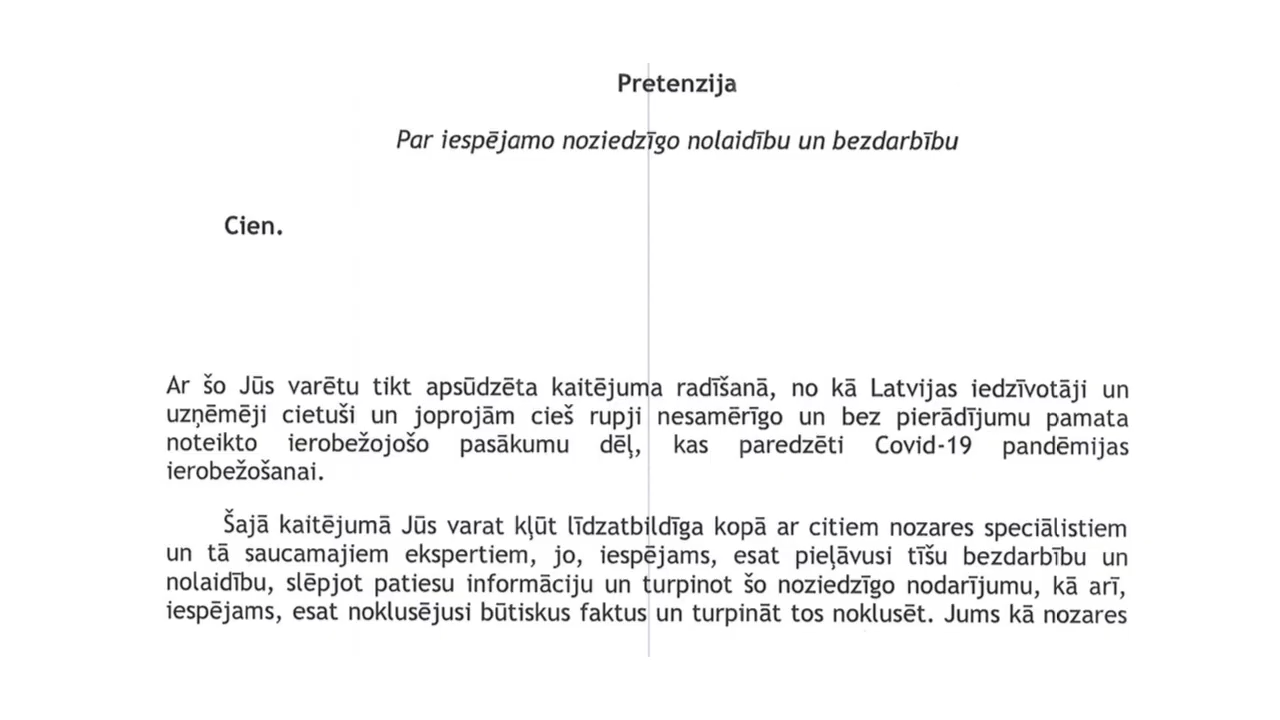 Pretenzija
Par iespējamo noziedzīgo nolaidību un bezdarbību
Cien.
Ar šo Jūs varētu tikt apsūdzēta kaitējuma radīšanā, no kā Latvijas iedzīvotāji un
uzņēmēji cietuši un joprojām cieš rupji nesamērīgo un bez pierādījumu pamata
noteikto ierobežojošo pasākumu dēļ, kas paredzēti Covid-19 pandēmijas
ierobežošanai.
Šajā kaitējumā Jūs varat kļūt līdzatbildīga kopā ar citiem nozares speciālistiem
un tā saucamajiem ekspertiem, jo, iespējams, esat pieļāvusi tīšu bezdarbību un
nolaidību, slēpjot patiesu informāciju un turpinot šo noziedzīgo nodarījumu, kā arī,
iespējams, esat noklusējusi būtiskus faktus un turpināt tos noklusēt. Jums kā nozares